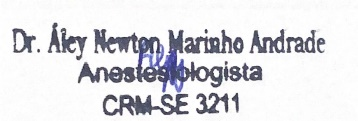 Dr. Áley Newton Marinho Andrade
Anestesiologista
CRM-SE 3211